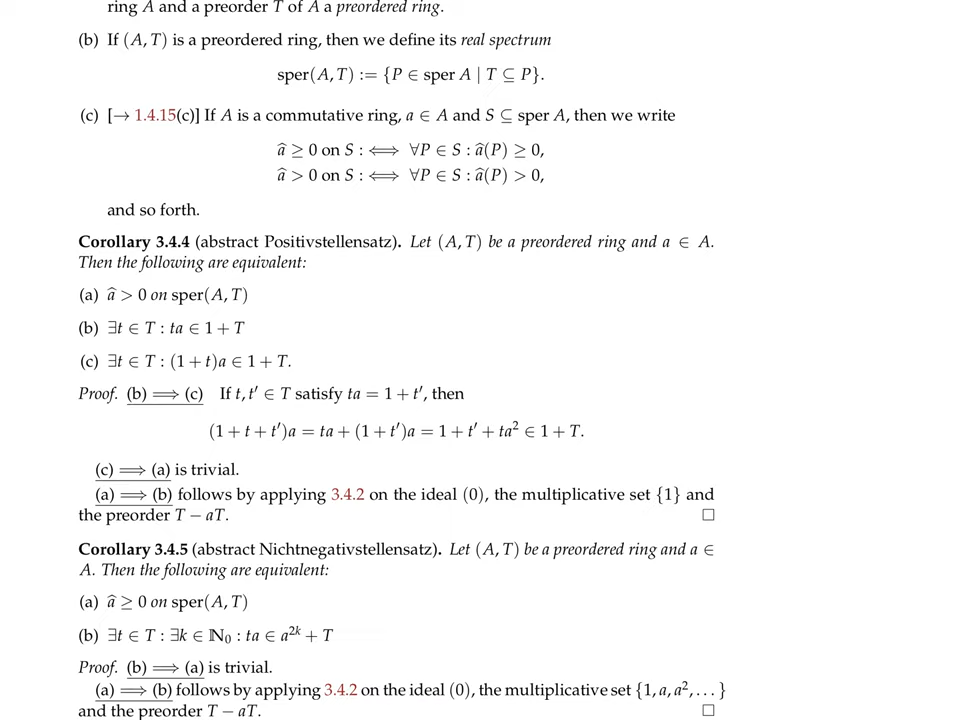 ring A and a preorder T of A a preordered ring.
(b) If (A, T) is a preordered ring, then we define its real spectrum
sper(A, T) := {P ∈ sper A | T ⊆ P}.
(c) [→ 1.4.15(c)] If A is a commutative ring, a ∈ A and S ⊆ sper A, then we write
â ≥ 0 on S :⟺ ∀P ∈ S : â(P) ≥ 0,
â > 0 on S :⟺ ∀P ∈ S : â(P) > 0,
and so forth.
Corollary 3.4.4 (abstract Positivstellensatz). Let (A, T) be a preordered ring and a ∈ A.
Then the following are equivalent:
(a) â > 0 on sper(A, T)
(b) ∃t ∈ T : ta ∈ 1 + T
(c) ∃t ∈ T : (1 + t)a ∈ 1 + T.
Proof. (b) ⟹ (c) If t, t′ ∈ T satisfy ta = 1 + t′, then
(1 + t + t′)a = ta + (1 + t′)a = 1 + t′ + ta² ∈ 1 + T.
(c) ⟹ (a) is trivial.
(a) ⟹ (b) follows by applying 3.4.2 on the ideal (0), the multiplicative set {1} and
the preorder T − aT. □
Corollary 3.4.5 (abstract Nichtnegativstellensatz). Let (A, T) be a preordered ring and a ∈
A. Then the following are equivalent:
(a) â ≥ 0 on sper(A, T)
(b) ∃t ∈ T : ∃k ∈ ℕ₀ : ta ∈ a²ᵏ + T
Proof. (b) ⟹ (a) is trivial.
(a) ⟹ (b) follows by applying 3.4.2 on the ideal (0), the multiplicative set {1, a, a², . . . }
and the preorder T − aT. □